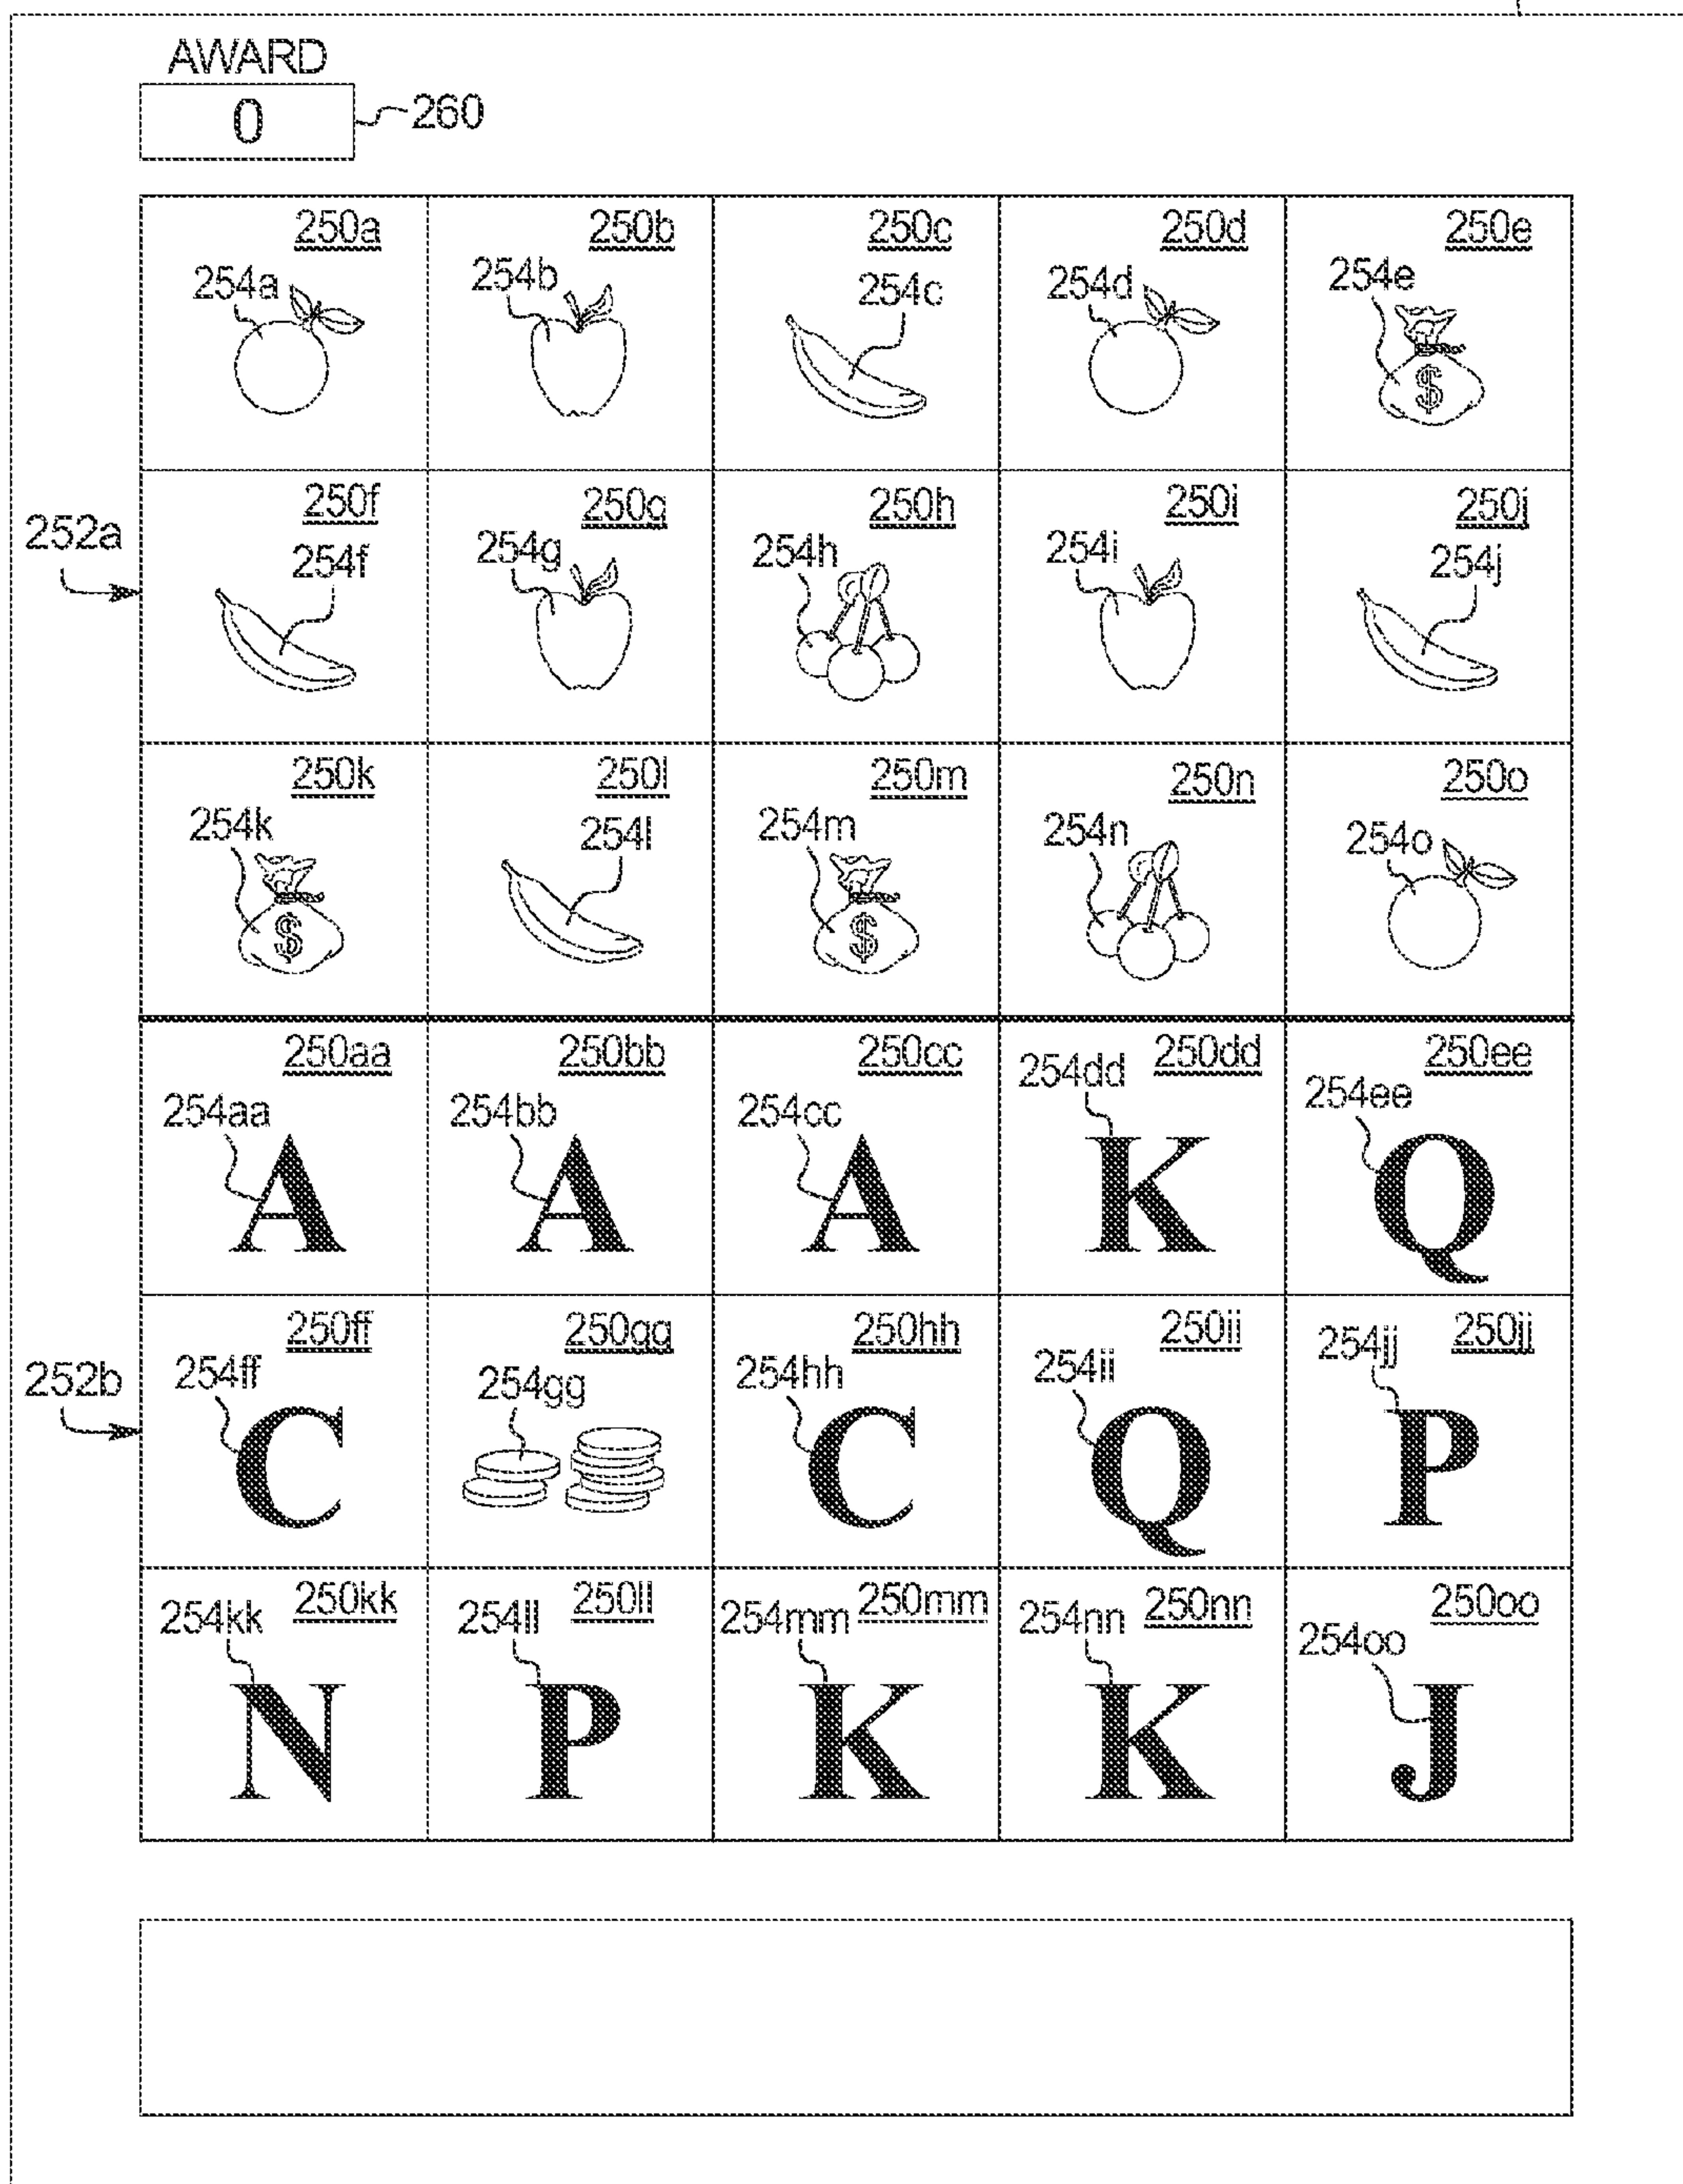 AWARD
0 260
250a 250b 250c 250d 250e
254a 254b 254c 254d 254e
$
252a
250f 250g 250h 250i 250j
254f 254g 254h 254i 254j
250k 250l 250m 250n 250o
254k 254l 254m 254n 254o
$ $
250aa 250bb 250cc 250dd 250ee
254aa 254bb 254cc 254dd 254ee
A A A K Q
252b
250ff 250gg 250hh 250ii 250jj
254ff 254gg 254hh 254ii 254jj
C C Q P
250kk 250ll 250mm 250nn 250oo
254kk 254ll 254mm 254nn 254oo
N P K K J